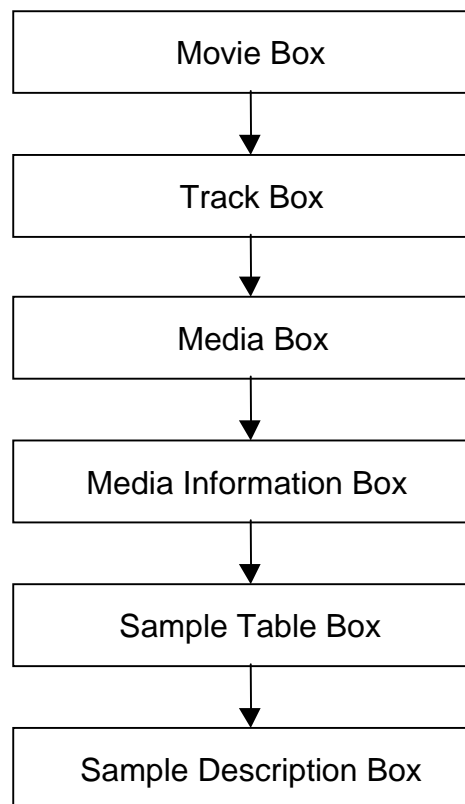 Movie Box
Track Box
Media Box
Media Information Box
Sample Table Box
Sample Description Box